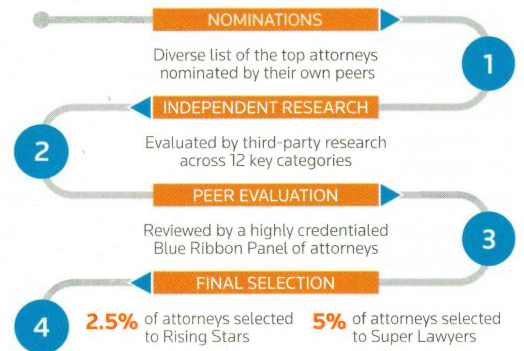 NOMINATIONS
Diverse list of the top attorneys
nominated by their own peers
1
INDEPENDENT RESEARCH
2
Evaluated by third-party research
across 12 key categories
PEER EVALUATION
Reviewed by a highly credentialed
Blue Ribbon Panel of attorneys
3
FINAL SELECTION
4
2.5% of attorneys selected
to Rising Stars
5% of attorneys selected
to Super Lawyers